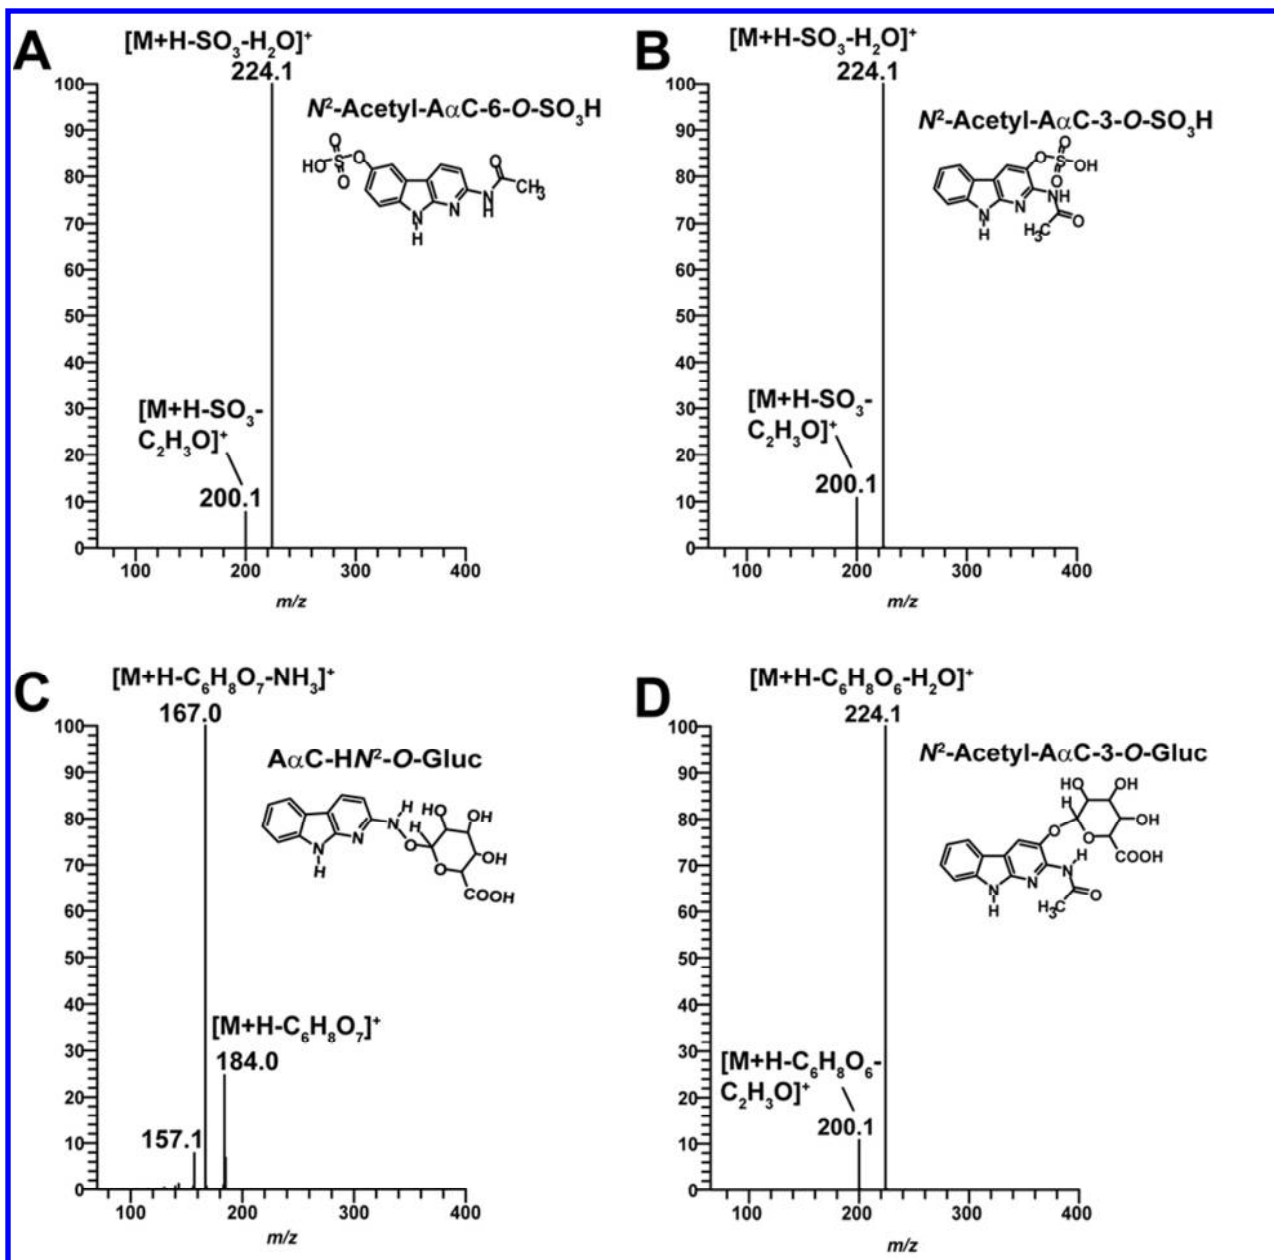 A
[M+H-SO₃-H₂O]⁺
224.1
N²-Acetyl-AαC-6-O-SO₃H
100
90
80
70
60
50
40
30
20
10
0
O
HO S O
O
O
CH₃
N
H
N
N
H
[M+H-SO₃-
C₂H₃O]⁺
200.1
100 200 300 400
m/z
B
[M+H-SO₃-H₂O]⁺
224.1
N²-Acetyl-AαC-3-O-SO₃H
100
90
80
70
60
50
40
30
20
10
0
O
O S OH
O
NH
N
N
H
H₃C O
[M+H-SO₃-
C₂H₃O]⁺
200.1
100 200 300 400
m/z
C
[M+H-C₆H₈O₇-NH₃]⁺
167.0
AαC-HN²-O-Gluc
100
90
80
70
60
50
40
30
20
10
0
H HO OH
N H
O OH
N
N
H
O
COOH
[M+H-C₆H₈O₇]⁺
184.0
157.1
100 200 300 400
m/z
D
[M+H-C₆H₈O₆-H₂O]⁺
224.1
N²-Acetyl-AαC-3-O-Gluc
100
90
80
70
60
50
40
30
20
10
0
HO OH
H
OH
O O
COOH
H
N
N
N
H
H₃C O
[M+H-C₆H₈O₆-
C₂H₃O]⁺
200.1
100 200 300 400
m/z